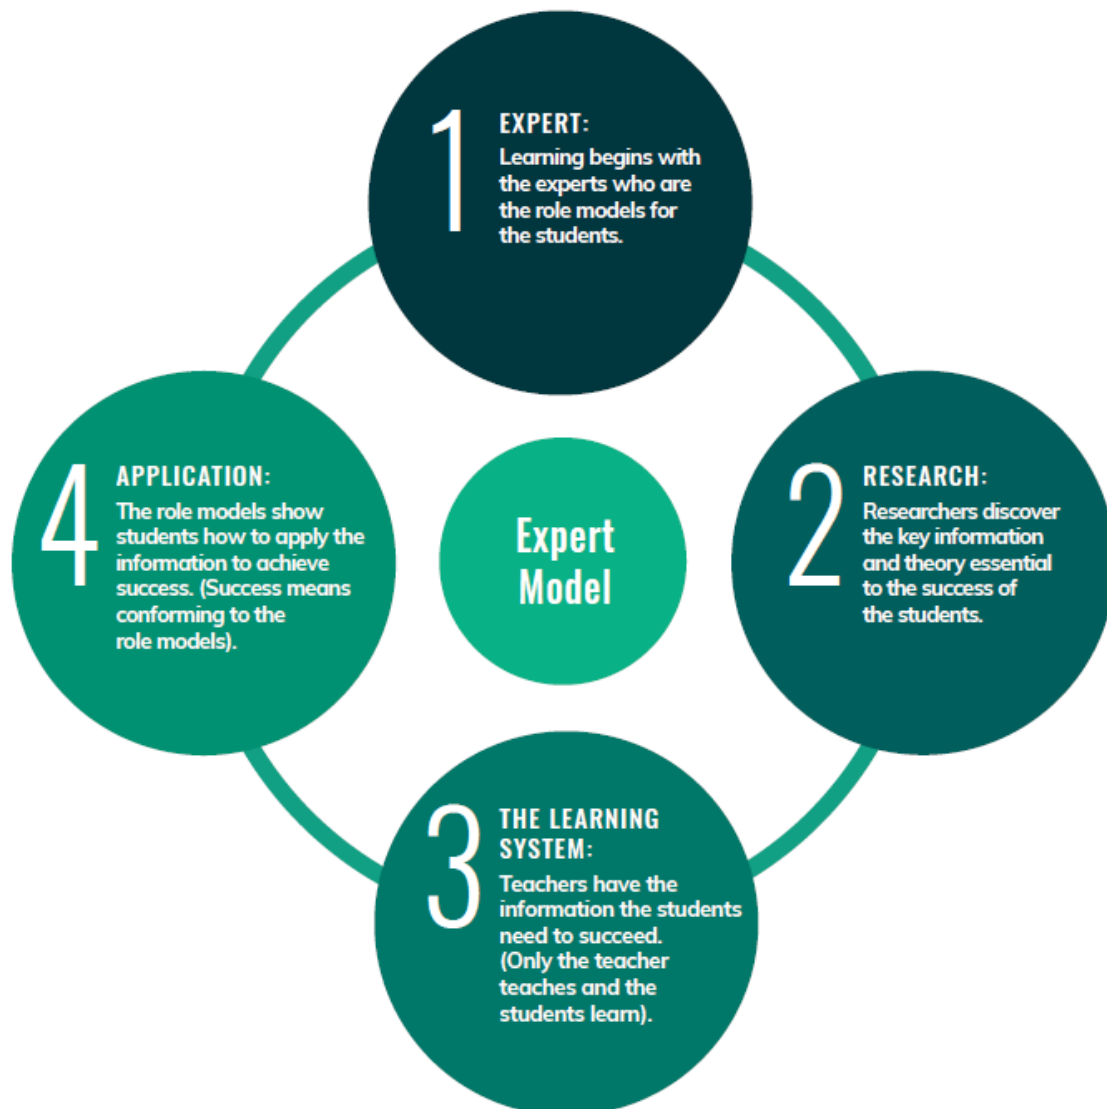 1
EXPERT:
Learning begins with
the experts who are
the role models for
the students.
2
RESEARCH:
Researchers discover
the key information
and theory essential
to the success of
the students.
3
THE LEARNING
SYSTEM:
Teachers have the
information the students
need to succeed.
(Only the teacher
teaches and the
students learn).
4
APPLICATION:
The role models show
students how to apply the
information to achieve
success. (Success means
conforming to the
role models).
Expert
Model